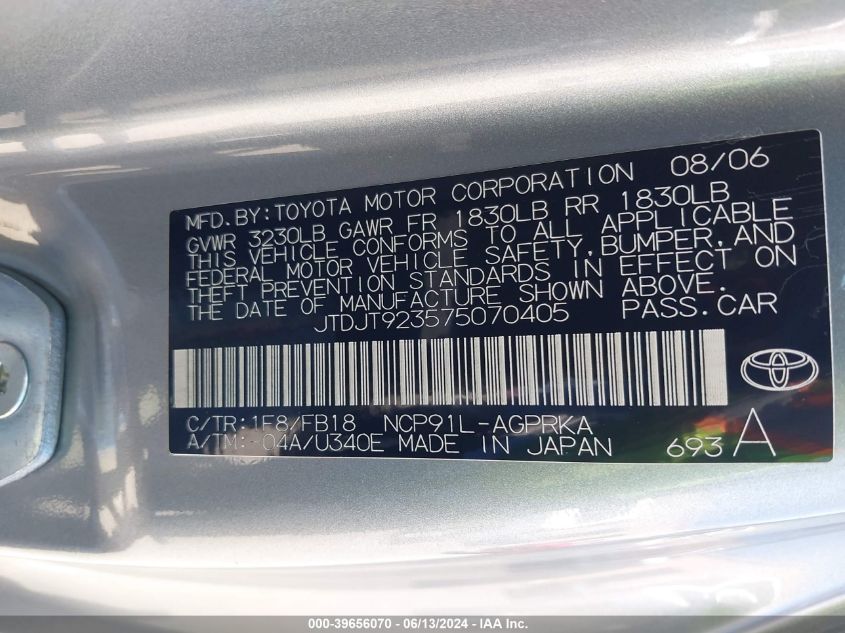 MFD.BY:TOYOTA MOTOR CORPORATION 08/06
GVWR 3230LB GAWR FR 1830LB RR 1830LB
THIS VEHICLE CONFORMS TO ALL APPLICABLE
FEDERAL MOTOR VEHICLE SAFETY,BUMPER,AND
THEFT PREVENTION STANDARDS IN EFFECT ON
THE DATE OF MANUFACTURE SHOWN ABOVE.
JTDJT923575070405 PASS.CAR
C/TR:1F8/FB18 NCP91L-AGPRKA
A/TM:-04A/U340E MADE IN JAPAN 693A
000-39656070 - 06/13/2024 - IAA Inc.